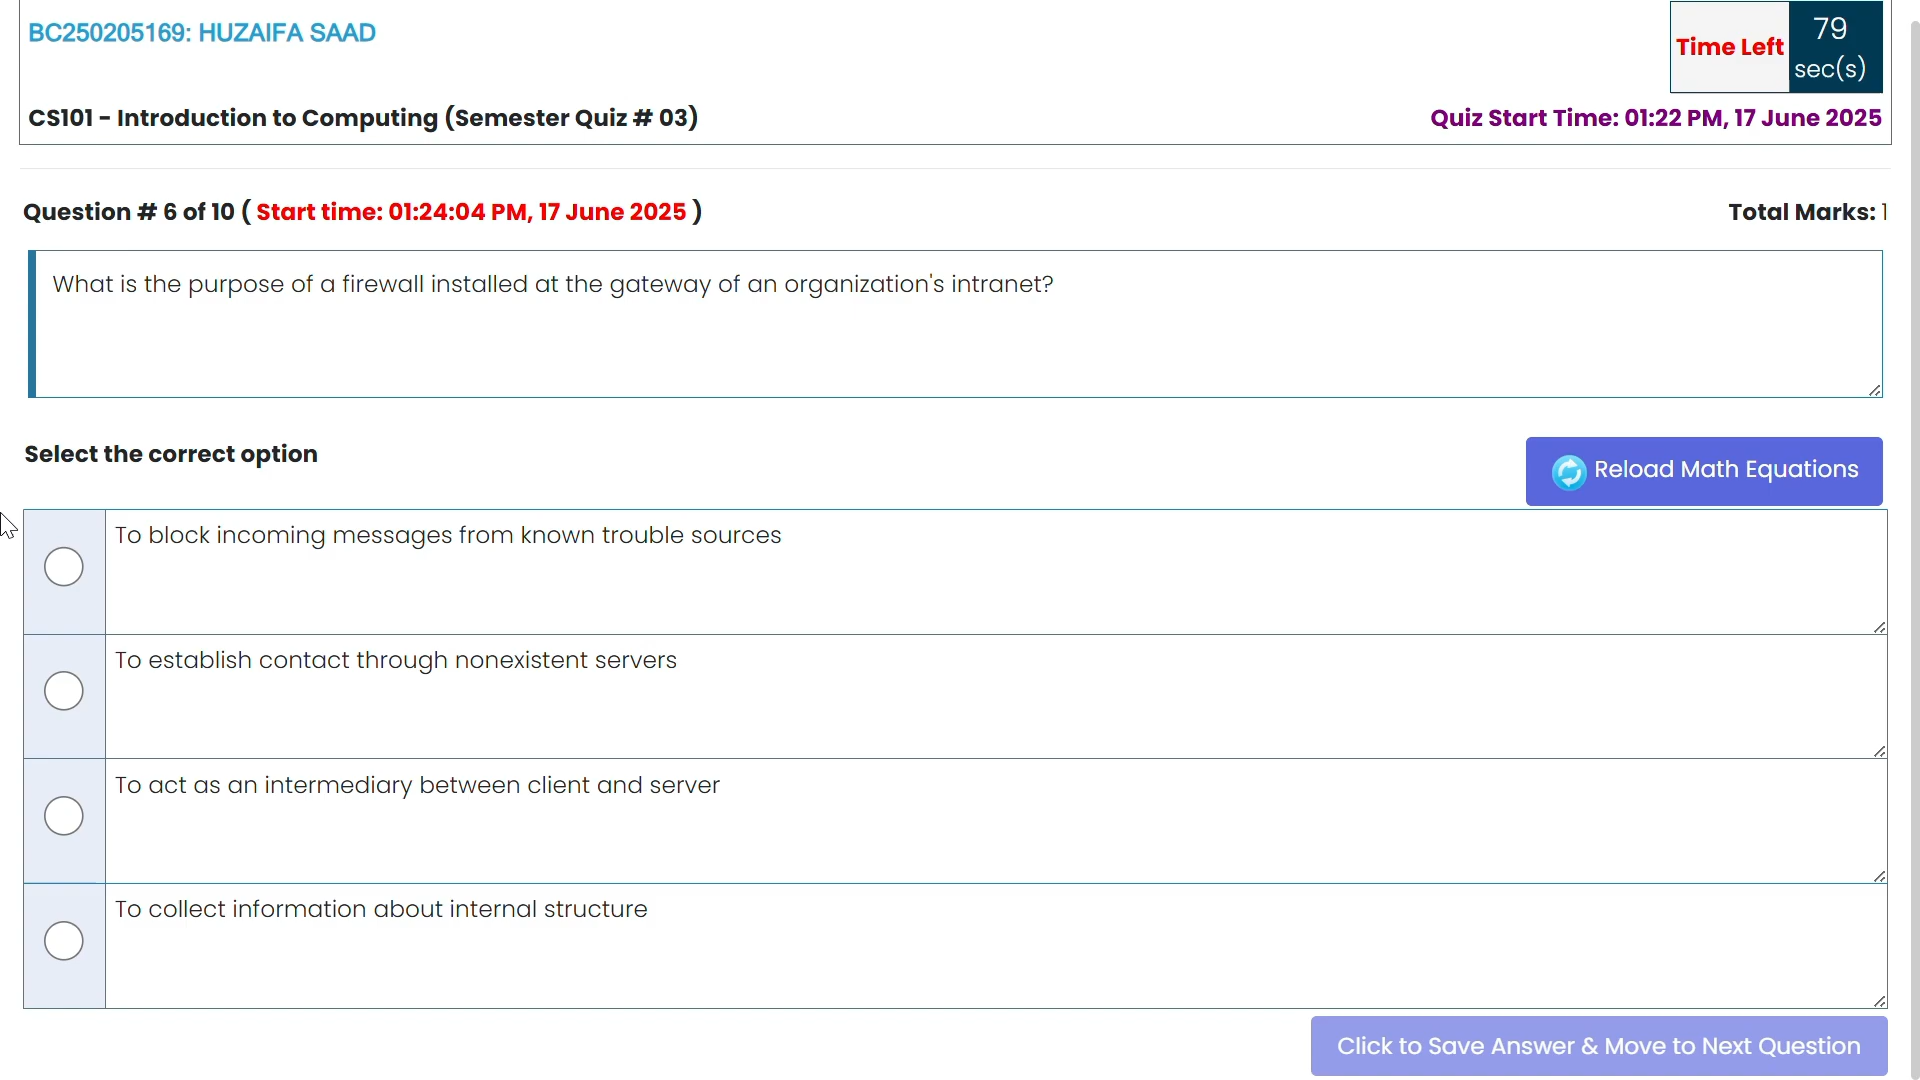 BC250205169: HUZAIFA SAAD
Time Left
79
sec(s)
CS101 - Introduction to Computing (Semester Quiz # 03)
Quiz Start Time: 01:22 PM, 17 June 2025
Question # 6 of 10 ( Start time: 01:24:04 PM, 17 June 2025 )
Total Marks: 1
What is the purpose of a firewall installed at the gateway of an organization's intranet?
Select the correct option
Reload Math Equations
To block incoming messages from known trouble sources
To establish contact through nonexistent servers
To act as an intermediary between client and server
To collect information about internal structure
Click to Save Answer & Move to Next Question